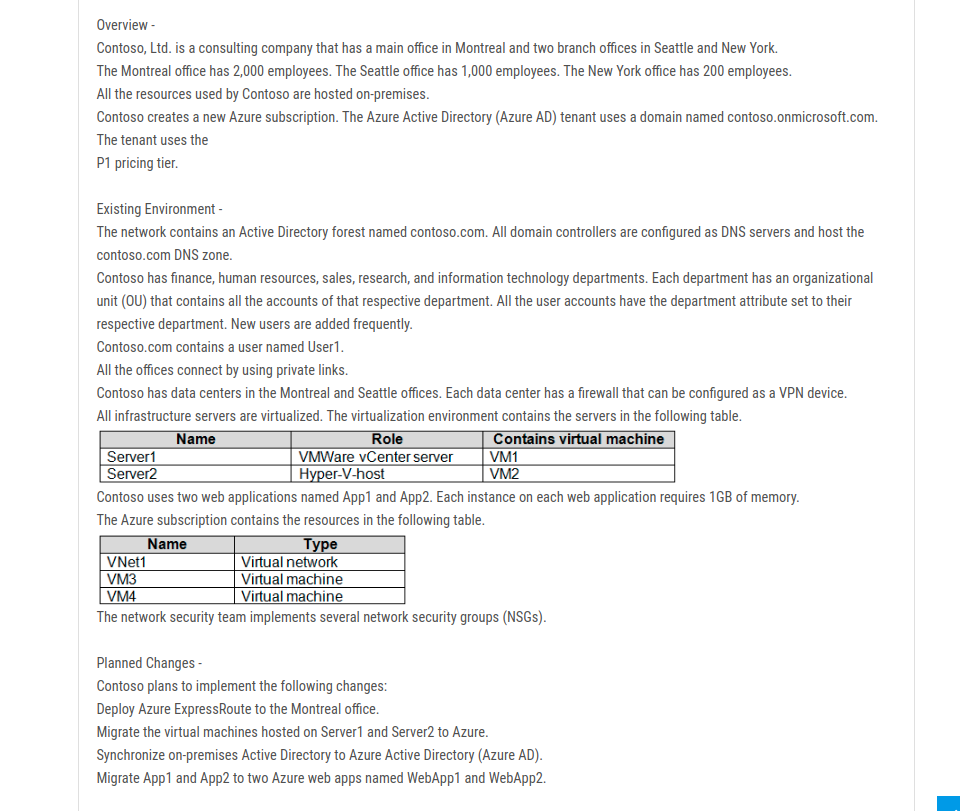 Overview -
Contoso, Ltd. is a consulting company that has a main office in Montreal and two branch offices in Seattle and New York.
The Montreal office has 2,000 employees. The Seattle office has 1,000 employees. The New York office has 200 employees.
All the resources used by Contoso are hosted on-premises.
Contoso creates a new Azure subscription. The Azure Active Directory (Azure AD) tenant uses a domain named contoso.onmicrosoft.com.
The tenant uses the
P1 pricing tier.
Existing Environment -
The network contains an Active Directory forest named contoso.com. All domain controllers are configured as DNS servers and host the
contoso.com DNS zone.
Contoso has finance, human resources, sales, research, and information technology departments. Each department has an organizational
unit (OU) that contains all the accounts of that respective department. All the user accounts have the department attribute set to their
respective department. New users are added frequently.
Contoso.com contains a user named User1.
All the offices connect by using private links.
Contoso has data centers in the Montreal and Seattle offices. Each data center has a firewall that can be configured as a VPN device.
All infrastructure servers are virtualized. The virtualization environment contains the servers in the following table.
Name Role Contains virtual machine
Server1 VMWare vCenter server VM1
Server2 Hyper-V-host VM2
Contoso uses two web applications named App1 and App2. Each instance on each web application requires 1GB of memory.
The Azure subscription contains the resources in the following table.
Name Type
VNet1 Virtual network
VM3 Virtual machine
VM4 Virtual machine
The network security team implements several network security groups (NSGs).
Planned Changes -
Contoso plans to implement the following changes:
Deploy Azure ExpressRoute to the Montreal office.
Migrate the virtual machines hosted on Server1 and Server2 to Azure.
Synchronize on-premises Active Directory to Azure Active Directory (Azure AD).
Migrate App1 and App2 to two Azure web apps named WebApp1 and WebApp2.